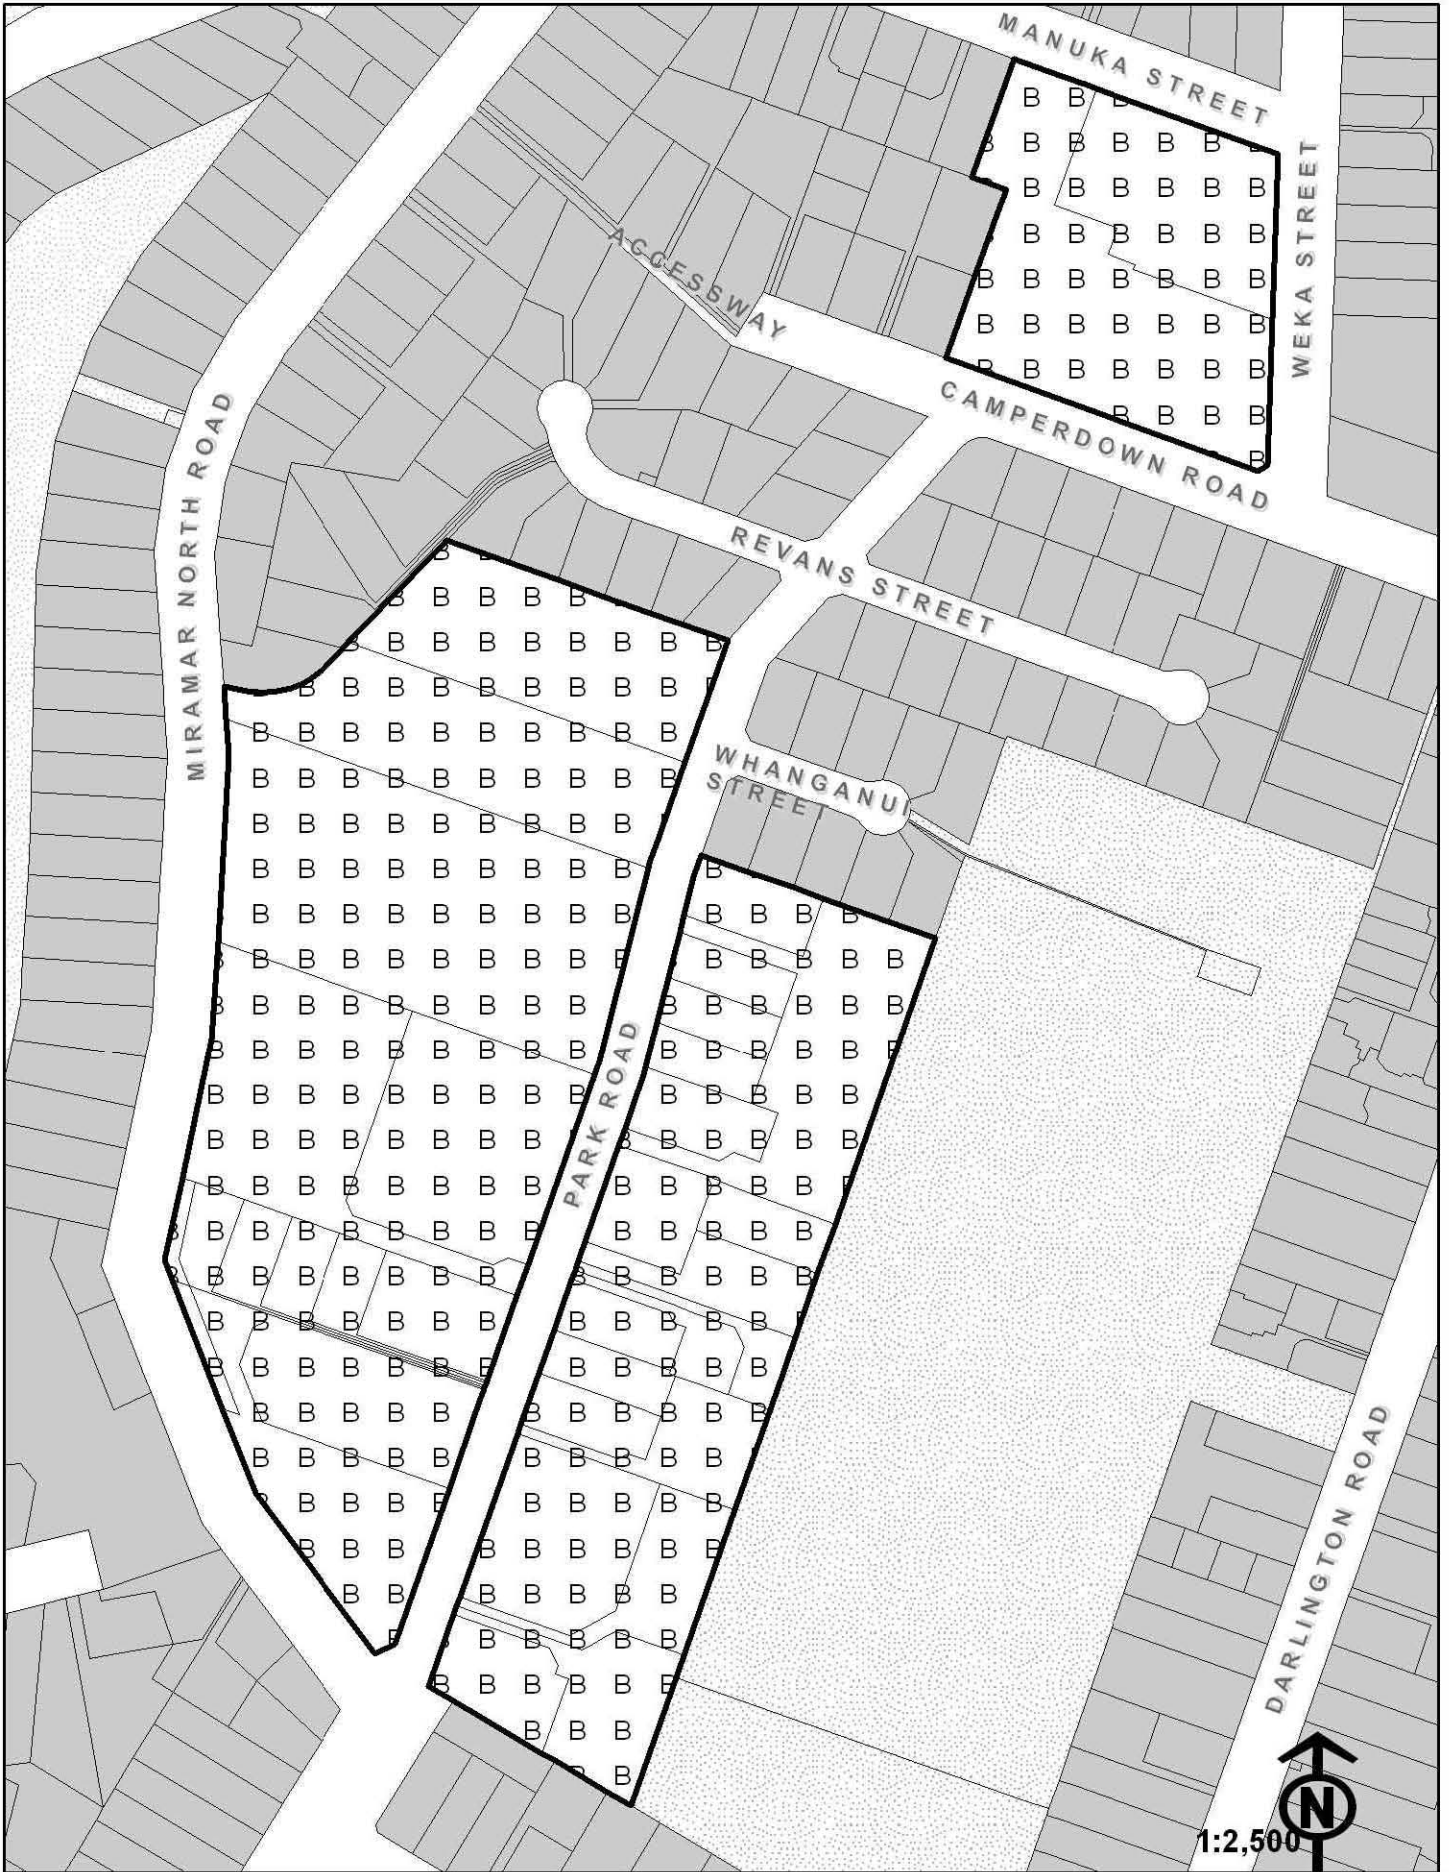 MANUKA STREET
WEKA STREET
B
ACCESSWAY
CAMPERDOWN ROAD
MIRAMAR NORTH ROAD
REVANS STREET
B
WHANGANUI
STREET
B
PARK ROAD
DARLINGTON ROAD
N
1:2,500